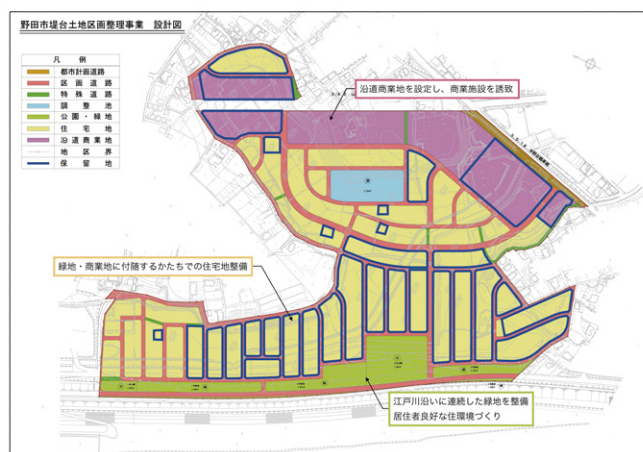 野田市堤台土地区画整理事業 設計図
凡例
都市計画道路
区画道路
特殊道路
調整池
公園・緑地
住宅地
沿道商業地
地区界
保留地
沿道商業地を設定し、商業施設を誘致
緑地・商業地に付随するかたちでの住宅地整備
江戸川沿いに連続した緑地を整備
居住者良好な住環境づくり